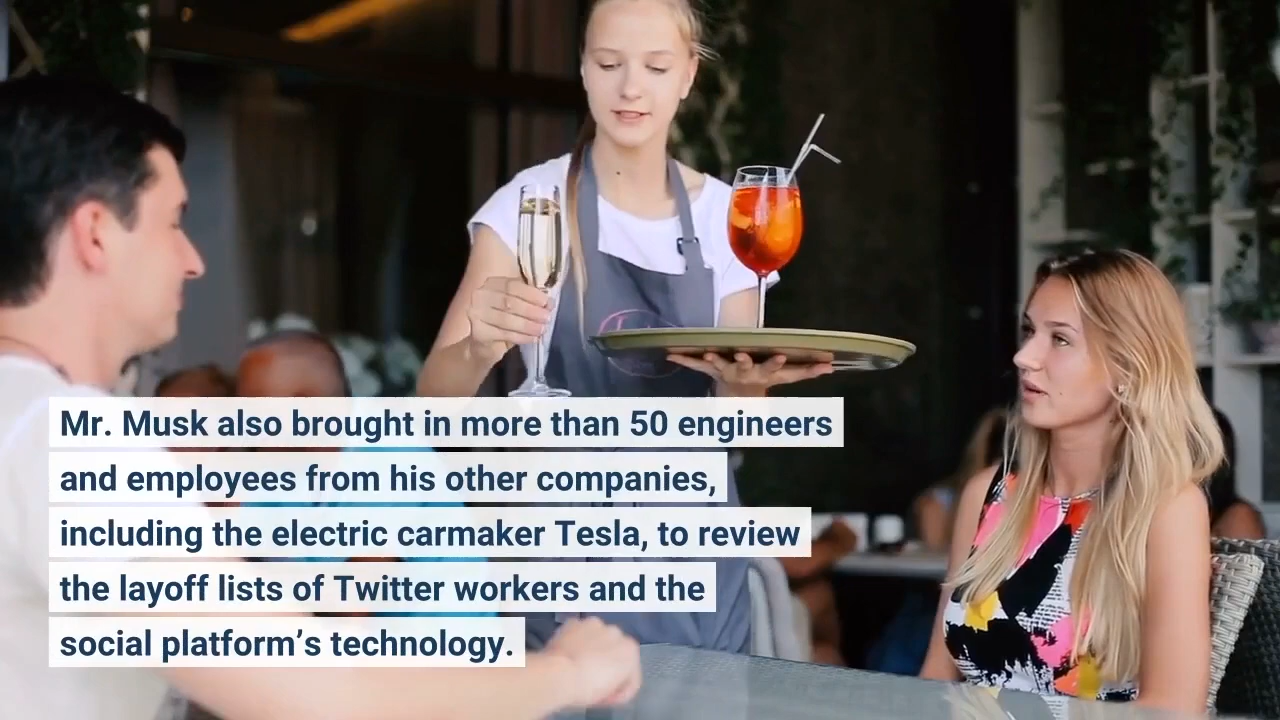 Mr. Musk also brought in more than 50 engineers
and employees from his other companies,
including the electric carmaker Tesla, to review
the layoff lists of Twitter workers and the
social platform’s technology.